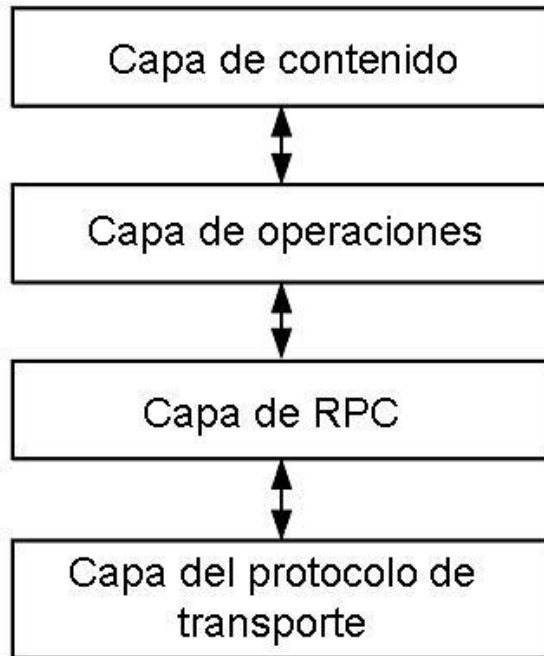 Capa de contenido
Capa de operaciones
Capa de RPC
Capa del protocolo de
transporte